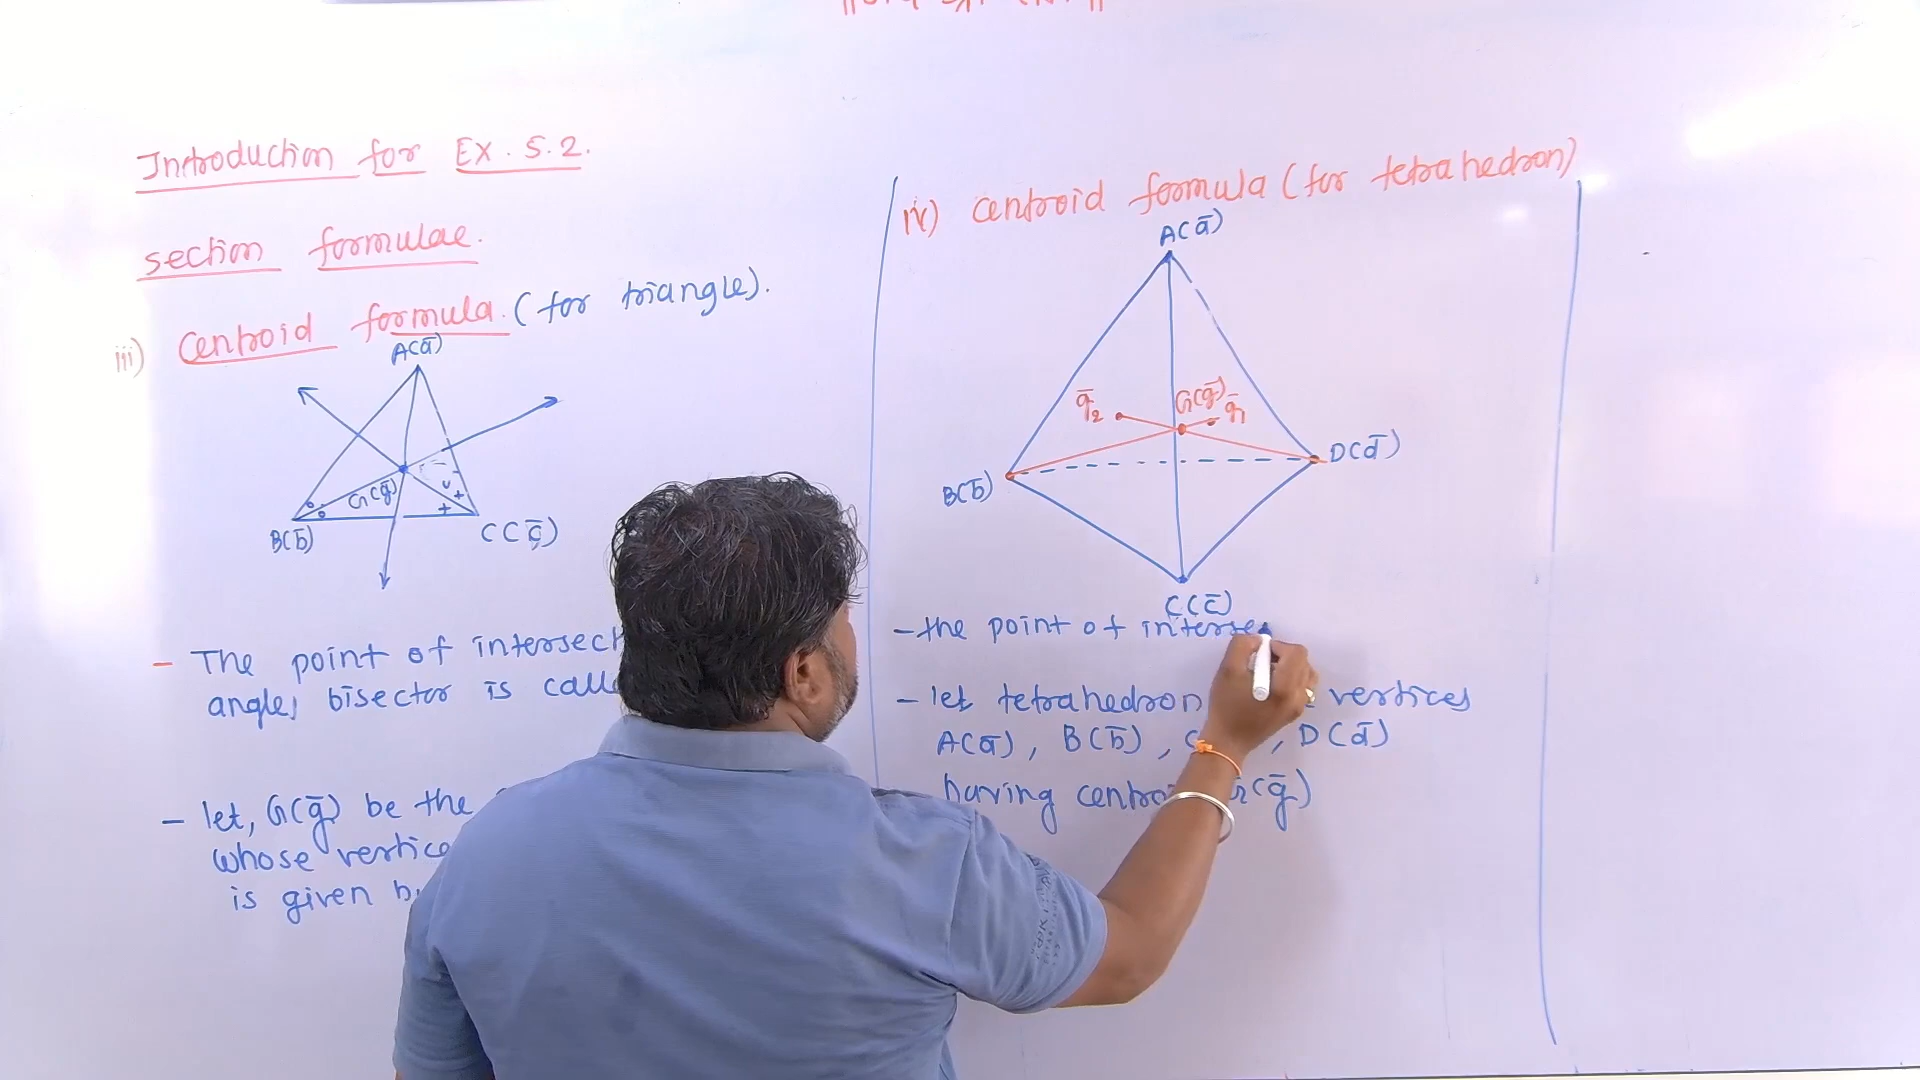 Introduction for Ex. 5.2.
section formulae.
iii) Centroid formula. (for triangle).
A(a̅)
G(g̅)
B(b̅)
C(c̅)
- The point of intersect
angles bisector is calle
- let, G(g̅) be the
whose vertice
is given b
iv) Centroid formula (for tetrahedron)
A(a̅)
g̅2
G(g̅)
g̅1
D(d̅)
B(b̅)
C(c̅)
- the point of interse
- let tetrahedron vertices
A(a̅), B(b̅), C , D(d̅)
having centro G(g̅)